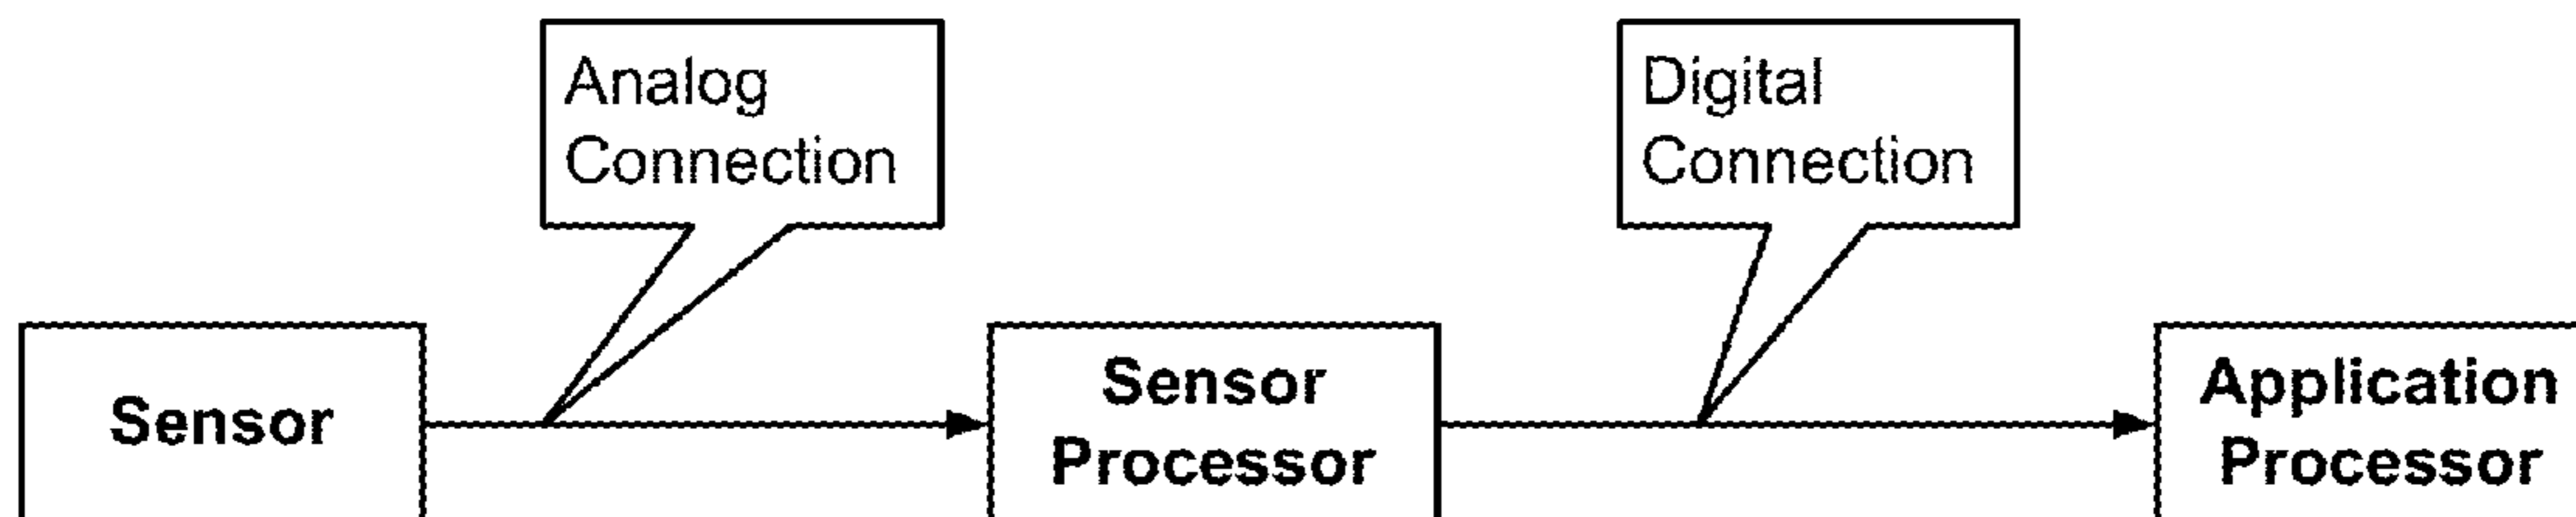 Analog
Connection
Digital
Connection
Sensor
Sensor
Processor
Application
Processor